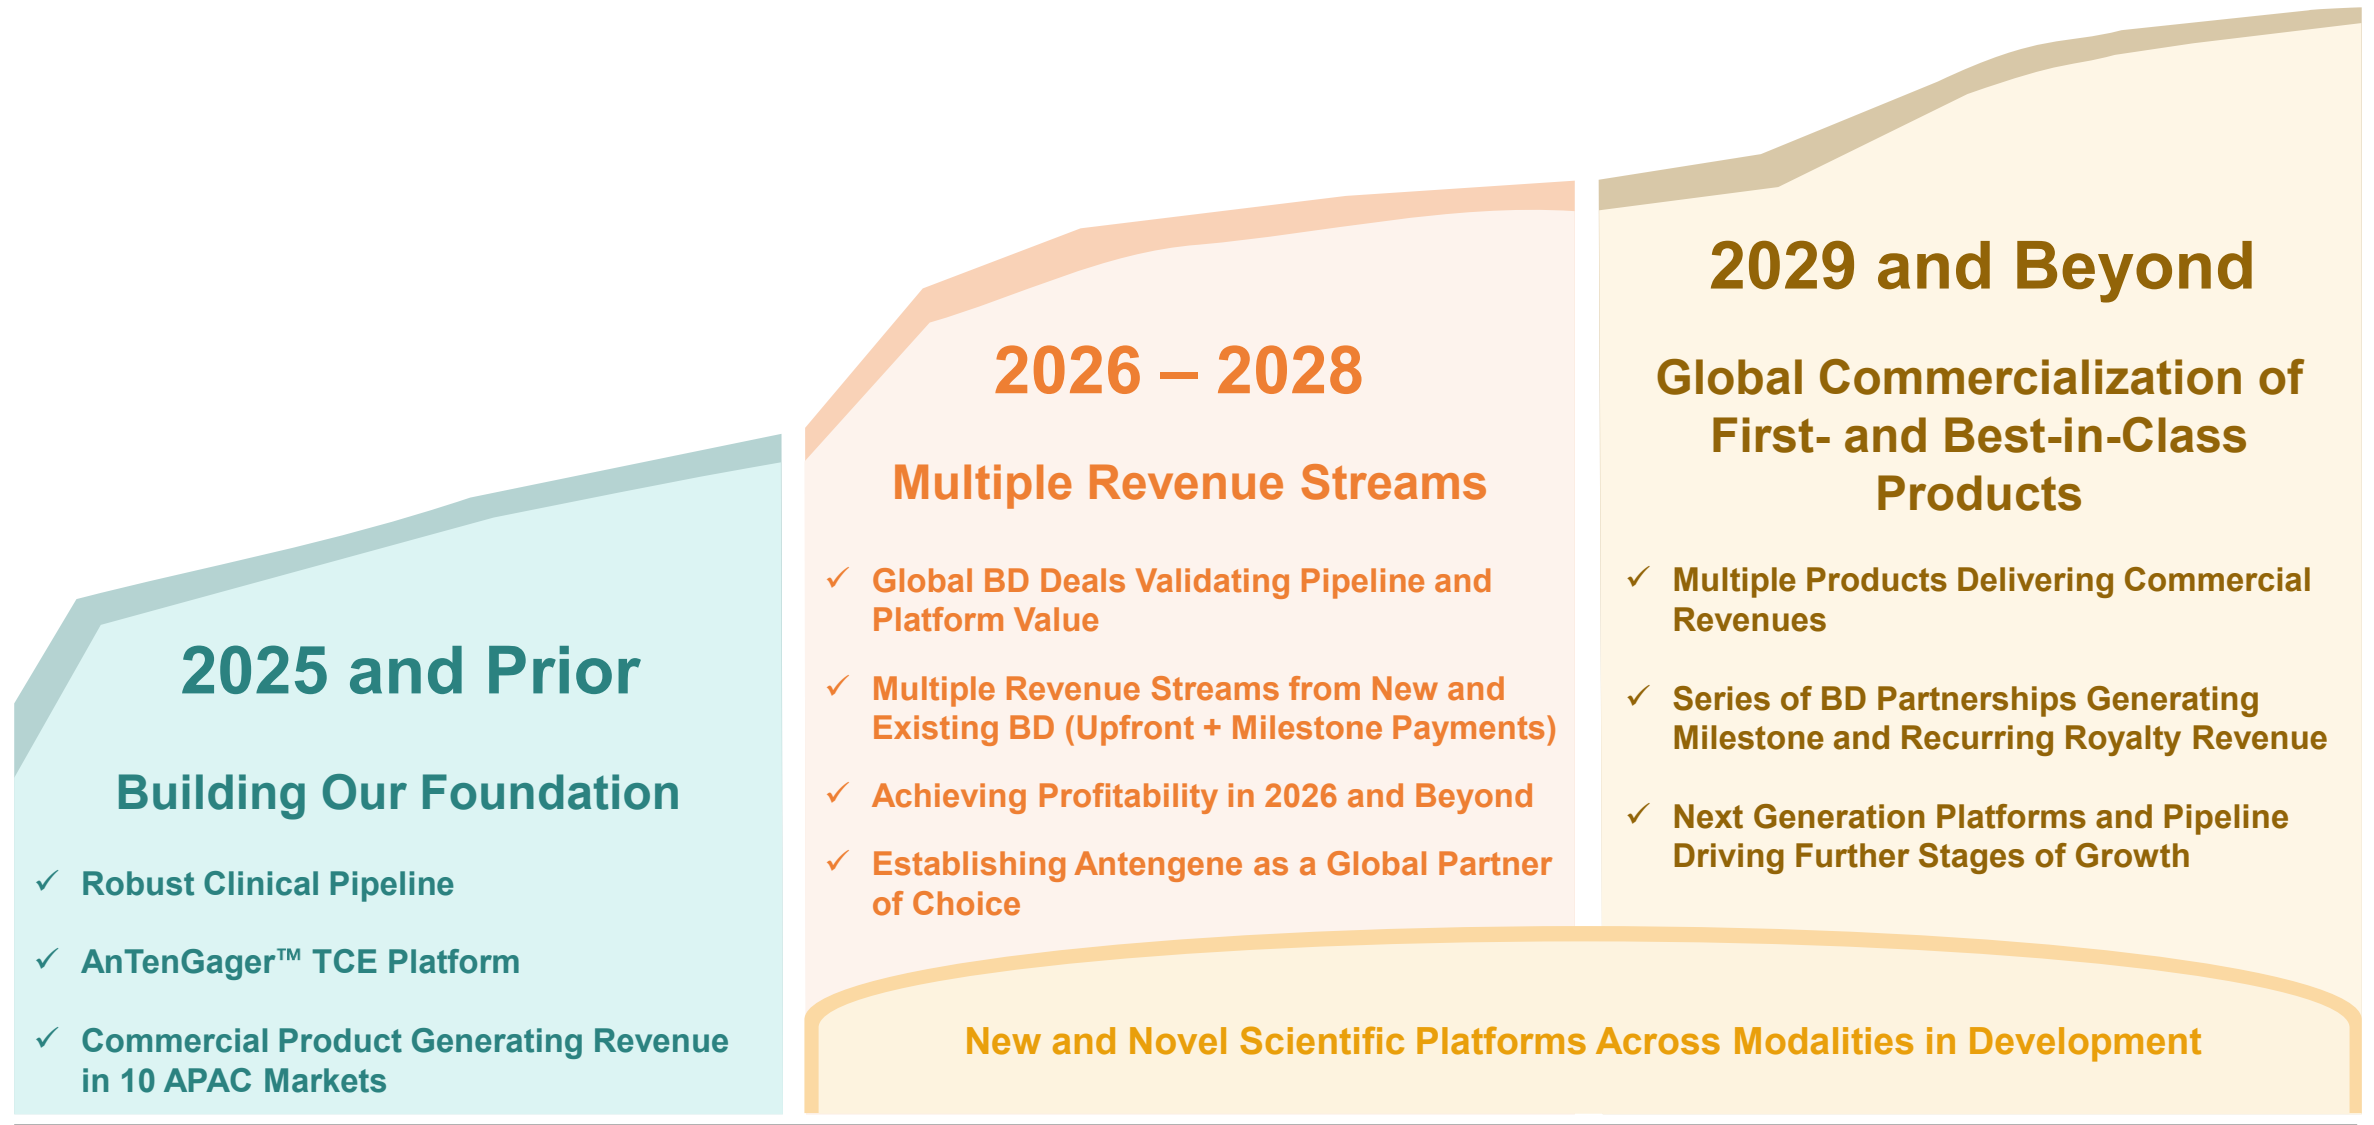 2025 and Prior
Building Our Foundation
✓ Robust Clinical Pipeline
✓ AnTenGager™ TCE Platform
✓ Commercial Product Generating Revenue
in 10 APAC Markets
2026 – 2028
Multiple Revenue Streams
✓ Global BD Deals Validating Pipeline and
Platform Value
✓ Multiple Revenue Streams from New and
Existing BD (Upfront + Milestone Payments)
✓ Achieving Profitability in 2026 and Beyond
✓ Establishing Antengene as a Global Partner
of Choice
2029 and Beyond
Global Commercialization of
First- and Best-in-Class
Products
✓ Multiple Products Delivering Commercial
Revenues
✓ Series of BD Partnerships Generating
Milestone and Recurring Royalty Revenue
✓ Next Generation Platforms and Pipeline
Driving Further Stages of Growth
New and Novel Scientific Platforms Across Modalities in Development